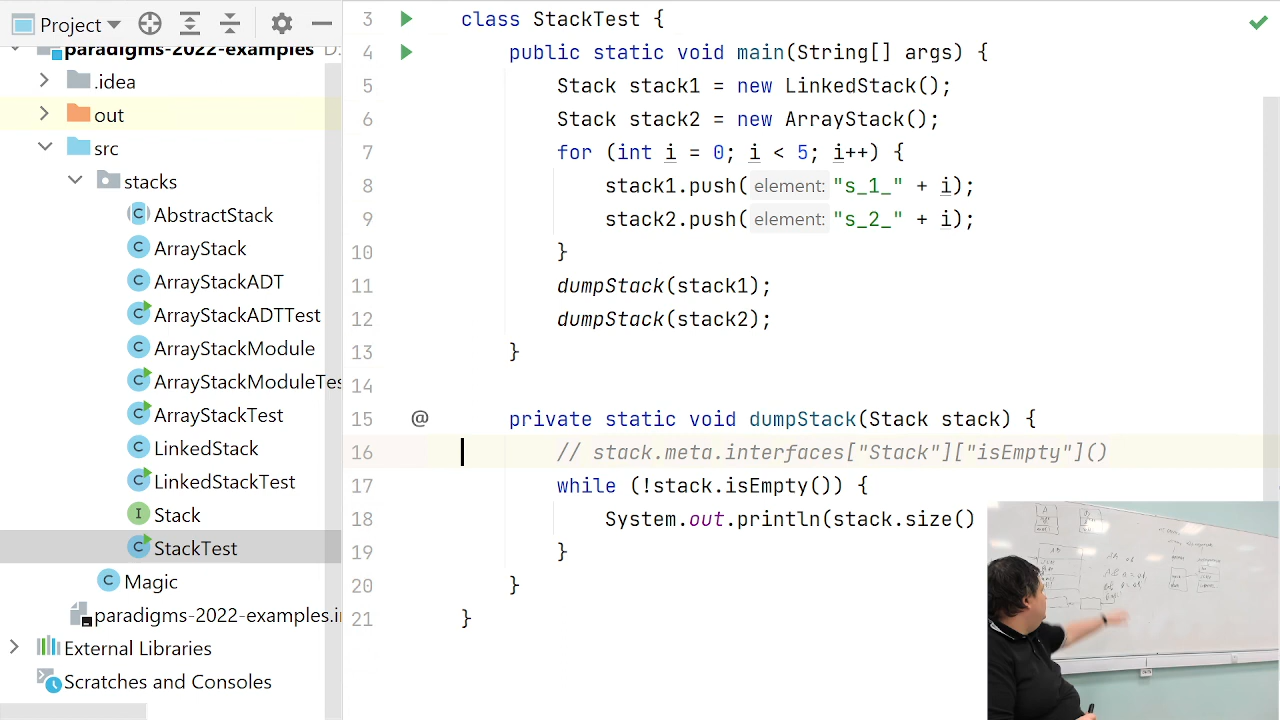 Project
paradigms-2022-examples
.idea
out
src
stacks
AbstractStack
ArrayStack
ArrayStackADT
ArrayStackADTTest
ArrayStackModule
ArrayStackModuleTes
ArrayStackTest
LinkedStack
LinkedStackTest
Stack
StackTest
Magic
paradigms-2022-examples.i
External Libraries
Scratches and Consoles
3 class StackTest {
4 public static void main(String[] args) {
5 Stack stack1 = new LinkedStack();
6 Stack stack2 = new ArrayStack();
7 for (int i = 0; i < 5; i++) {
8 stack1.push( element: "s_1_" + i);
9 stack2.push( element: "s_2_" + i);
10 }
11 dumpStack(stack1);
12 dumpStack(stack2);
13 }
14
15 @ private static void dumpStack(Stack stack) {
16 // stack.meta.interfaces["Stack"]["isEmpty"]()
17 while (!stack.isEmpty()) {
18 System.out.println(stack.size()
19 }
20 }
21 }